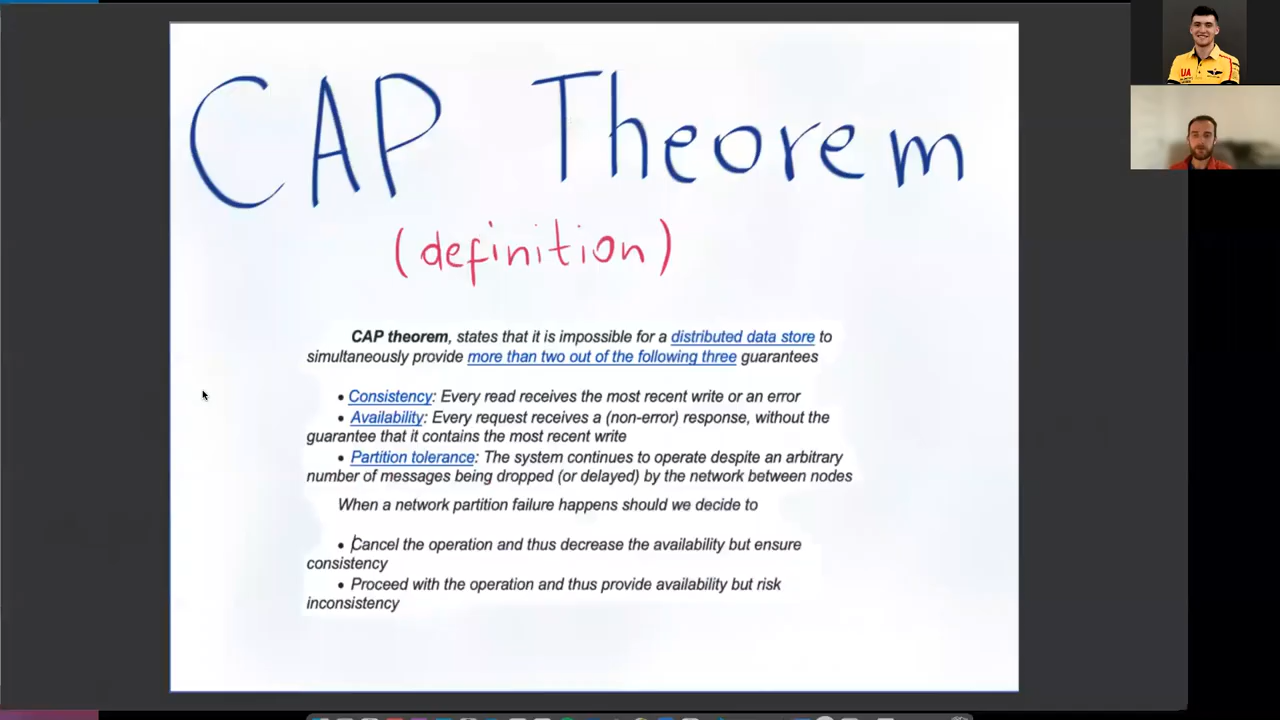 CAP Theorem
(definition)
CAP theorem, states that it is impossible for a distributed data store to
simultaneously provide more than two out of the following three guarantees
• Consistency: Every read receives the most recent write or an error
• Availability: Every request receives a (non-error) response, without the
guarantee that it contains the most recent write
• Partition tolerance: The system continues to operate despite an arbitrary
number of messages being dropped (or delayed) by the network between nodes
When a network partition failure happens should we decide to
• Cancel the operation and thus decrease the availability but ensure
consistency
• Proceed with the operation and thus provide availability but risk
inconsistency
UA